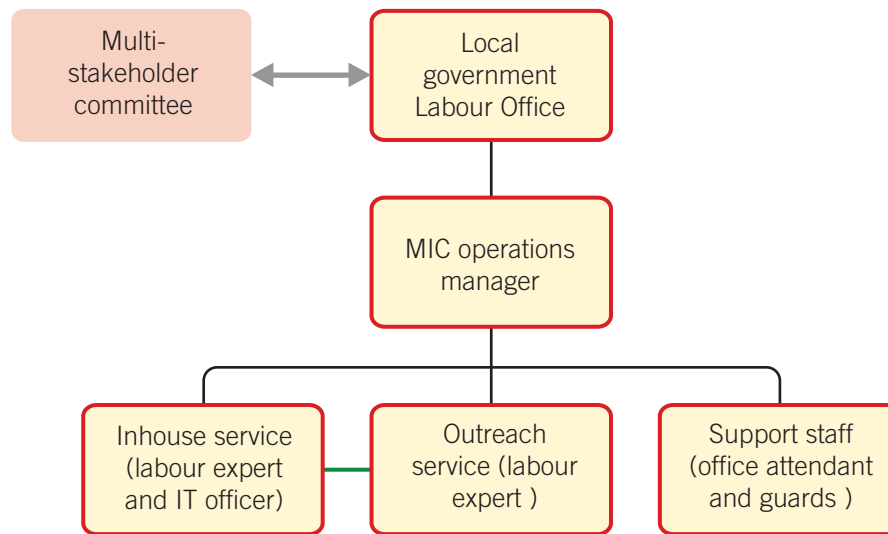 Multi-
stakeholder
committee
Local
government
Labour Office
MIC operations
manager
Inhouse service
(labour expert
and IT officer)
Outreach
service (labour
expert )
Support staff
(office attendant
and guards )